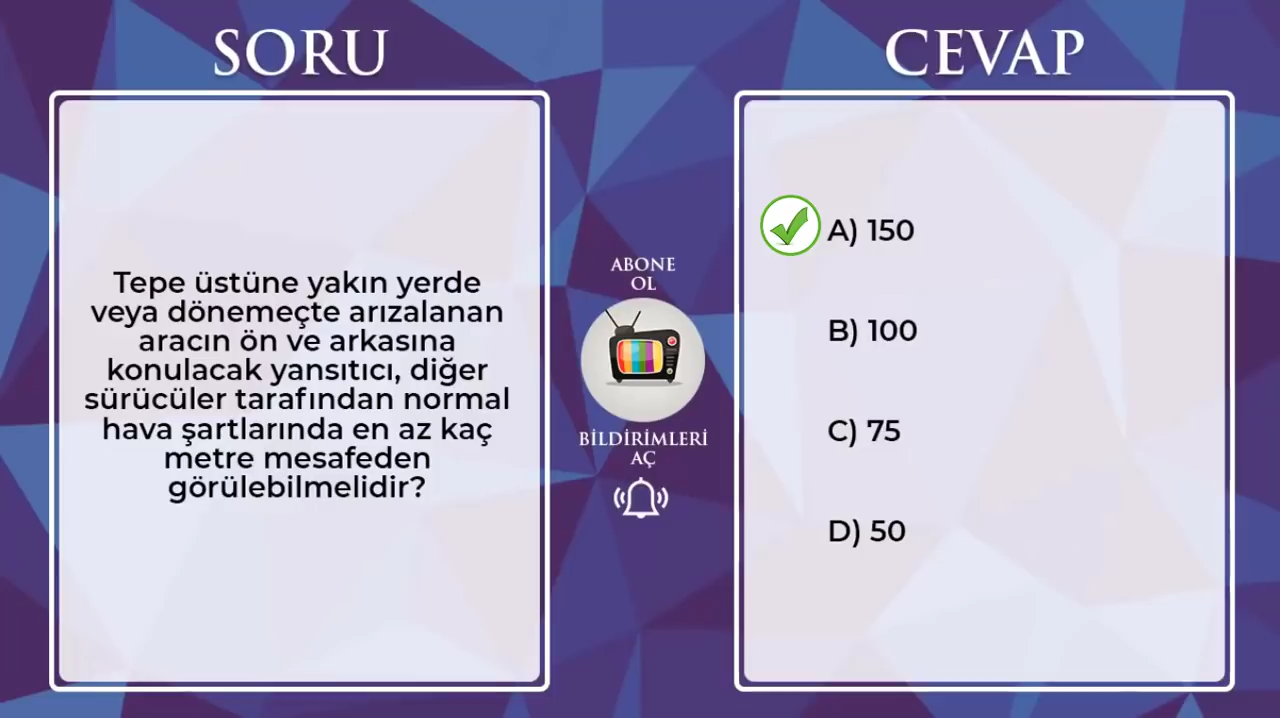 SORU
Tepe üstüne yakın yerde
veya dönemeçte arızalanan
aracın ön ve arkasına
konulacak yansıtıcı, diğer
sürücüler tarafından normal
hava şartlarında en az kaç
metre mesafeden
görülebilmelidir?
ABONE
OL
BİLDİRİMLERİ
AÇ
CEVAP
A) 150
B) 100
C) 75
D) 50